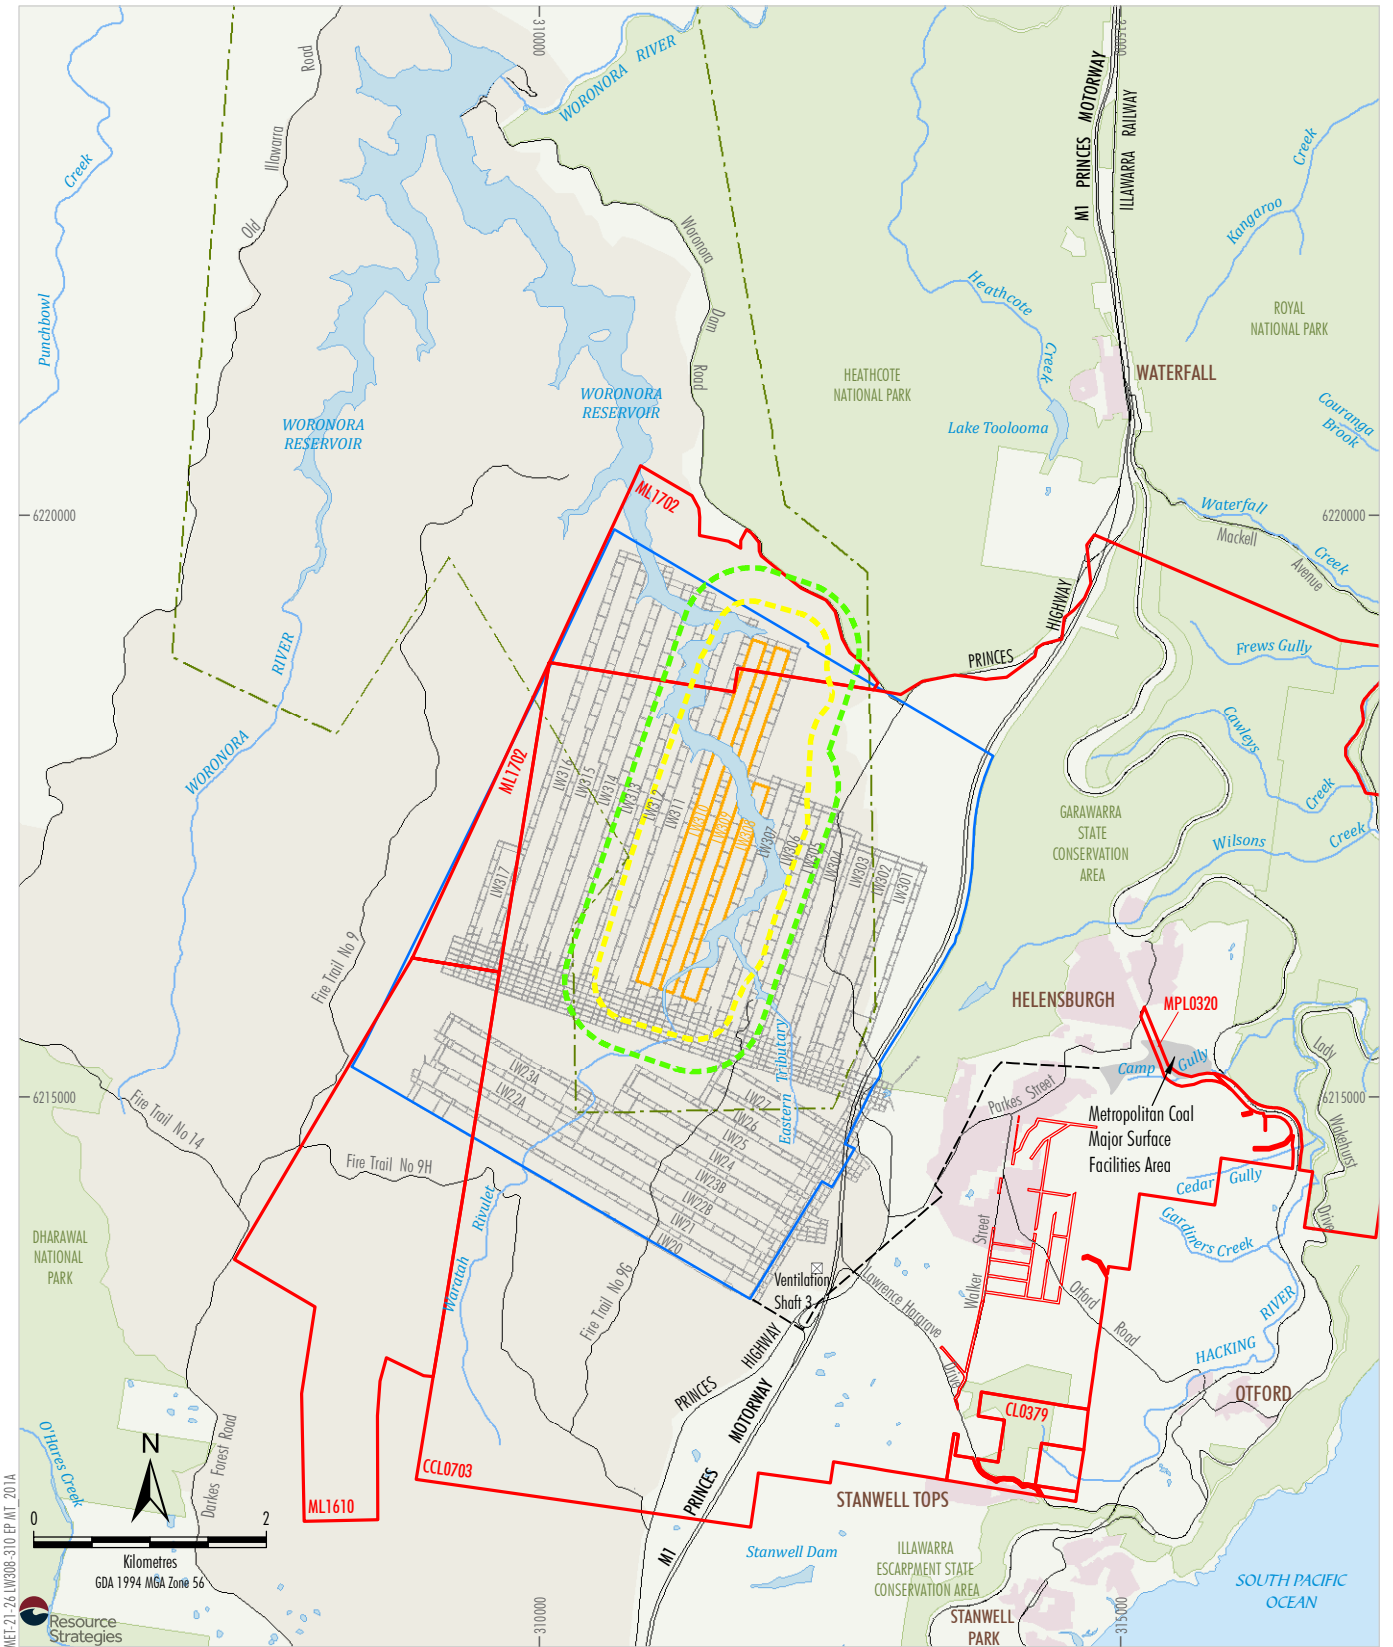 310000
315000
Road
Illawarra
Old
Creek
Punchbowl
WORONORA RIVER
M1 PRINCES MOTORWAY
ILLAWARRA RAILWAY
Creek
Kangaroo
Woronora
Dam
Road
Heathcote
Creek
ROYAL
NATIONAL PARK
HEATHCOTE
NATIONAL PARK
WATERFALL
WORONORA
RESERVOIR
WORONORA
RESERVOIR
Couranga
Brook
Lake Toolooma
ML1702
6220000
6220000
Waterfall
Creek
Mackell
Avenue
HIGHWAY
PRINCES
Frews Gully
RIVER
WORONORA
Cawleys
Creek
ML1702
LW316
LW315
LW314
LW313
LW312
LW311
LW310
LW309
LW308
LW307
LW306
LW305
LW304
LW303
LW302
LW301
LW317
GARAWARRA
STATE
CONSERVATION
AREA
Wilsons
Creek
Fire Trail No 9
HELENSBURGH
MPL0320
Lady
Wakehurst
Drive
Camp Gully
Eastern Tributary
LW23A
LW22A
LW27
LW26
LW25
LW24
LW23B
LW22B
LW21
LW20
6215000
6215000
Parkes Street
Metropolitan Coal
Major Surface
Facilities Area
Fire Trail No 14
Fire Trail No 9H
Cedar Gully
Gardiners Creek
Waratah
Rivulet
Walker
Street
DHARAWAL
NATIONAL
PARK
Fire Trail No 9G
Ventilation
Shaft 3
Lawrence Hargrave
Drive
Otford
Road
HACKING RIVER
PRINCES HIGHWAY
OTFORD
CL0379
M1 PRINCES MOTORWAY
O'Hares Creek
Darkes Forest Road
CCL0703
ML1610
STANWELL TOPS
N
0 2
Kilometres
GDA 1994 MGA Zone 56
Stanwell Dam
ILLAWARRA
ESCARPMENT STATE
CONSERVATION AREA
STANWELL
PARK
SOUTH PACIFIC
OCEAN
MET-21-26 LW308-310 EP MT_201A
Resource
Strategies
310000
315000